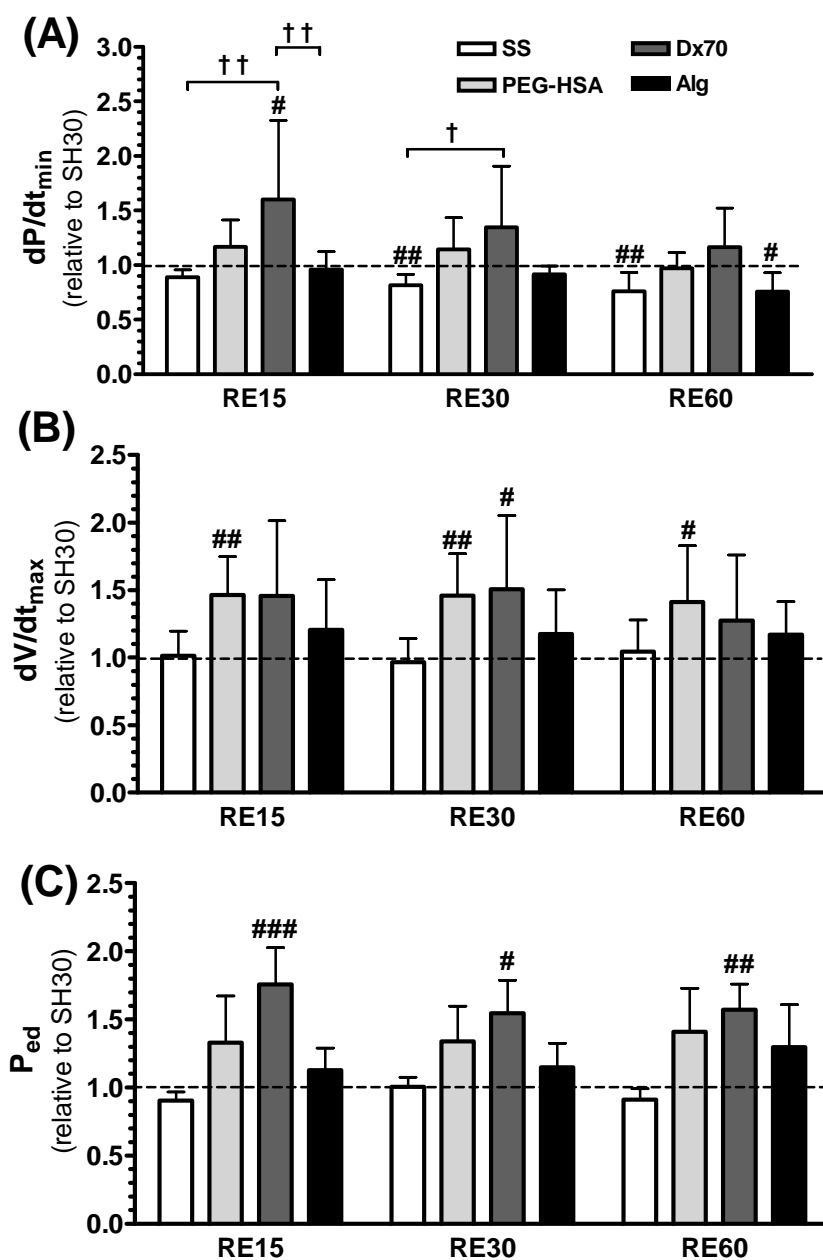 (A)
† †
† †
SS
Dx70
PEG-HSA
Alg
#
†
##
##
#
dP/dtmin
(relative to SH30)
3.0
2.5
2.0
1.5
1.0
0.5
0.0
RE15 RE30 RE60
(B)
##
##
#
#
dV/dtmax
(relative to SH30)
2.5
2.0
1.5
1.0
0.5
0.0
RE15 RE30 RE60
(C)
###
#
##
Ped
(relative to SH30)
2.5
2.0
1.5
1.0
0.5
0.0
RE15 RE30 RE60